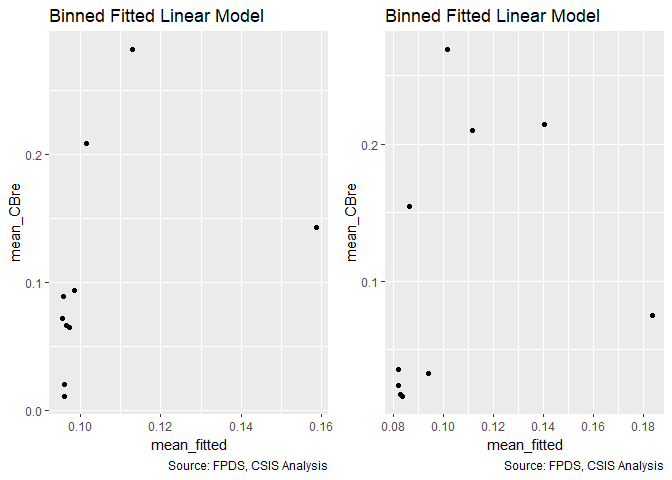 Binned Fitted Linear Model
mean_CBre
0.2
0.1
0.0
0.10
0.12
0.14
0.16
mean_fitted
Source: FPDS, CSIS Analysis
Binned Fitted Linear Model
mean_CBre
0.2
0.1
0.08
0.10
0.12
0.14
0.16
0.18
mean_fitted
Source: FPDS, CSIS Analysis